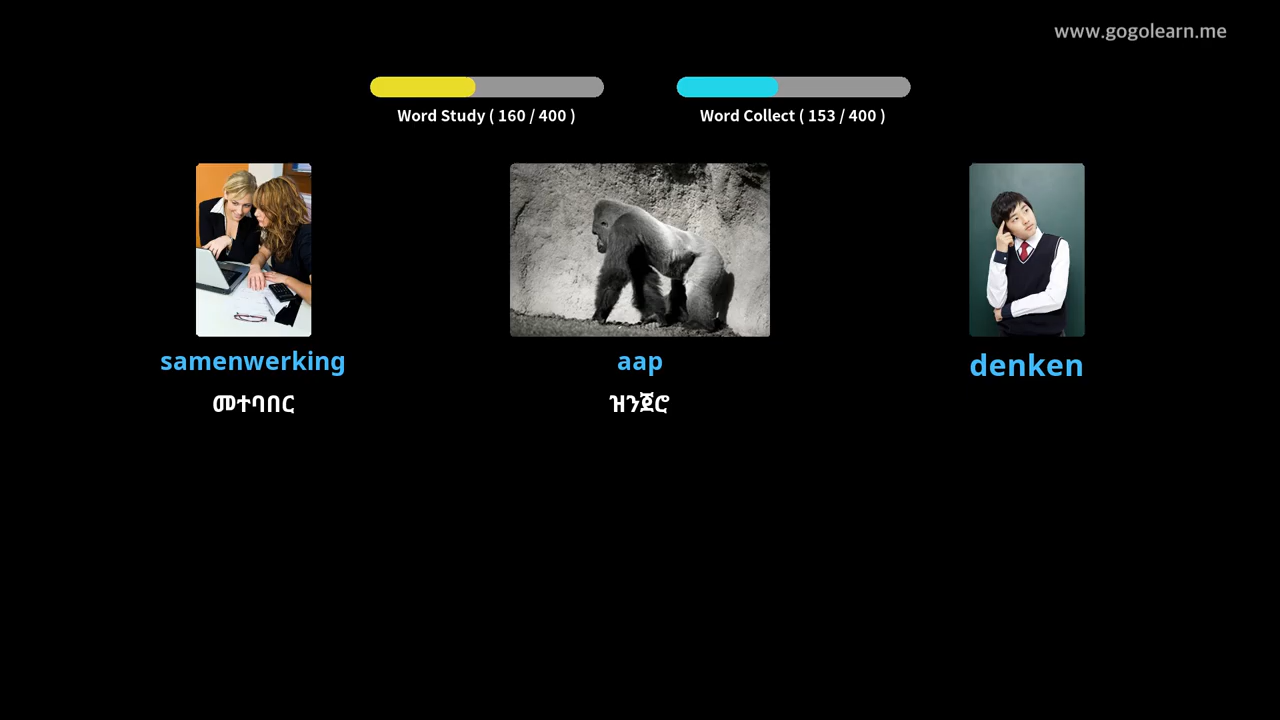 www.gogolearn.me
Word Study ( 160 / 400 )
Word Collect ( 153 / 400 )
samenwerking
aap
denken
መተባበር
ዝንጀሮ